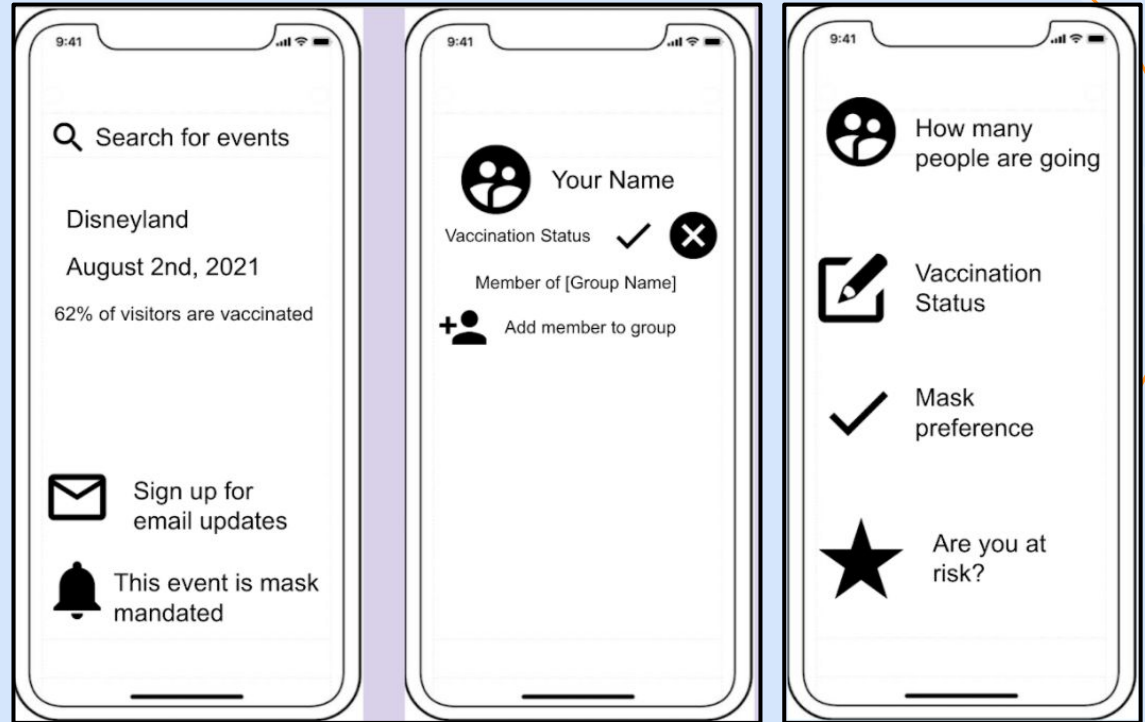 9:41
Search for events
Disneyland
August 2nd, 2021
62% of visitors are vaccinated
Sign up for
email updates
This event is mask
mandated
9:41
Your Name
Vaccination Status
Member of [Group Name]
Add member to group
9:41
How many
people are going
Vaccination
Status
Mask
preference
Are you at
risk?